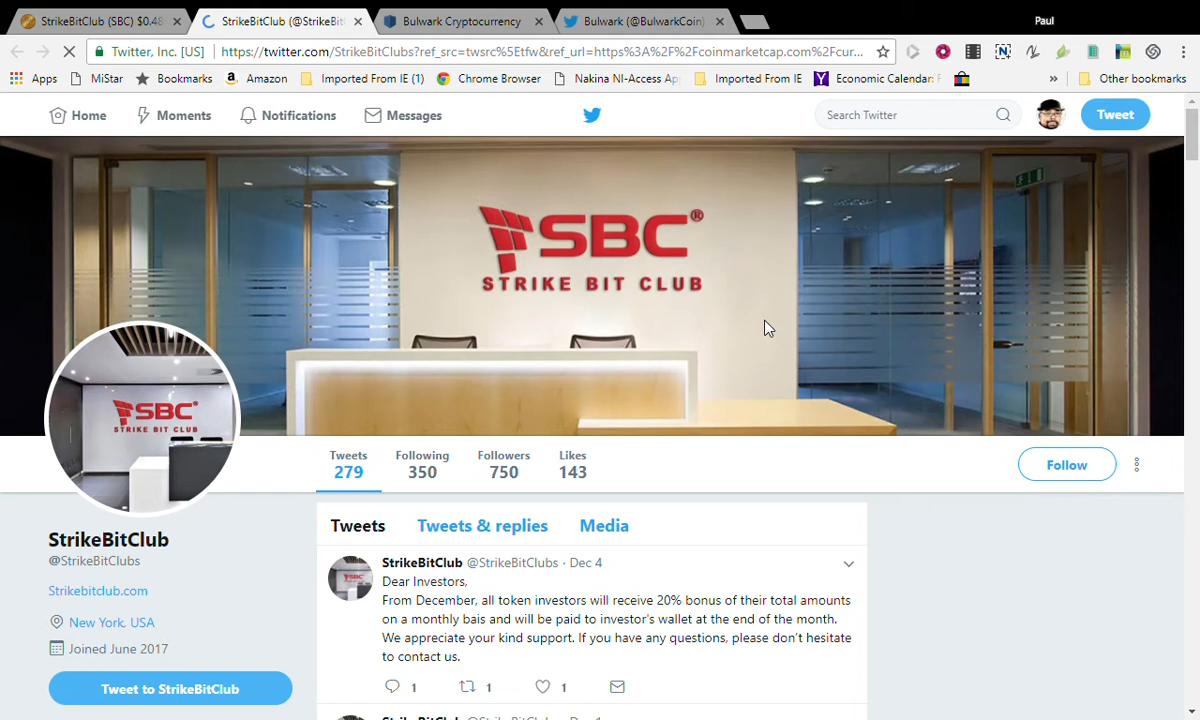 StrikeBitClub (SBC) $0.48
StrikeBitClub (@StrikeBit
Bulwark Cryptocurrency
Bulwark (@BulwarkCoin)
Paul
Twitter, Inc. [US]
https://twitter.com/StrikeBitClubs?ref_src=twsrc%5Etfw&ref_url=https%3A%2F%2Fcoinmarketcap.com%2Fcur...
Apps
MiStar
Bookmarks
Amazon
Imported From IE (1)
Chrome Browser
Nakina NI-Access Ap
Imported From IE
Economic Calendar: F
»
Other bookmarks
Home
Moments
Notifications
Messages
Search Twitter
Tweet
SBC®
STRIKE BIT CLUB
SBC
STRIKE BIT CLUB
Tweets
279
Following
350
Followers
750
Likes
143
Follow
StrikeBitClub
@StrikeBitClubs
Strikebitclub.com
New York, USA
Joined June 2017
Tweet to StrikeBitClub
Tweets
Tweets & replies
Media
StrikeBitClub @StrikeBitClubs · Dec 4
Dear Investors,
From December, all token investors will receive 20% bonus of their total amounts
on a monthly bais and will be paid to investor's wallet at the end of the month.
We appreciate your kind support. If you have any questions, please don't hesitate
to contact us.
1
1
1